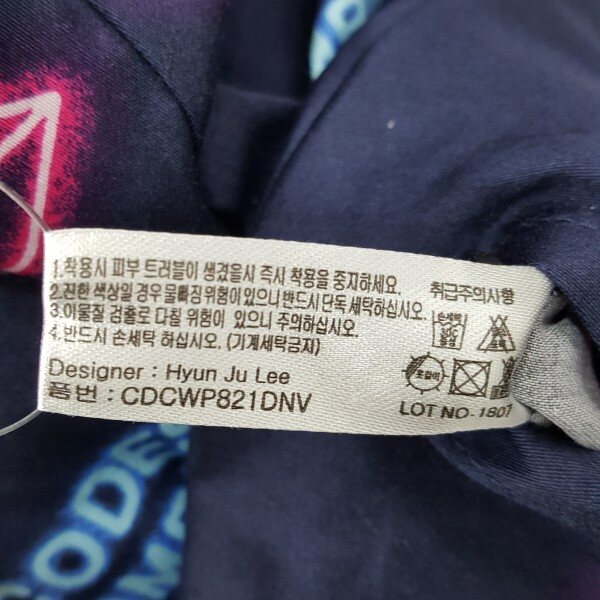 1.착용시 피부 트러블이 생겼을시 즉시 착용을 중지하세요.
2.진한 색상일 경우 물빠짐위험이 있으니 반드시 단독 세탁하십시오.
3.이물질 검출로 다칠 위험이 있으니 주의하십시오.
4.반드시 손세탁 하십시오. (기계세탁금지)
Designer : Hyun Ju Lee
품 번 : CDCWP821DNV
취급주의사항
손세탁
LOT NO. 1807
CODE